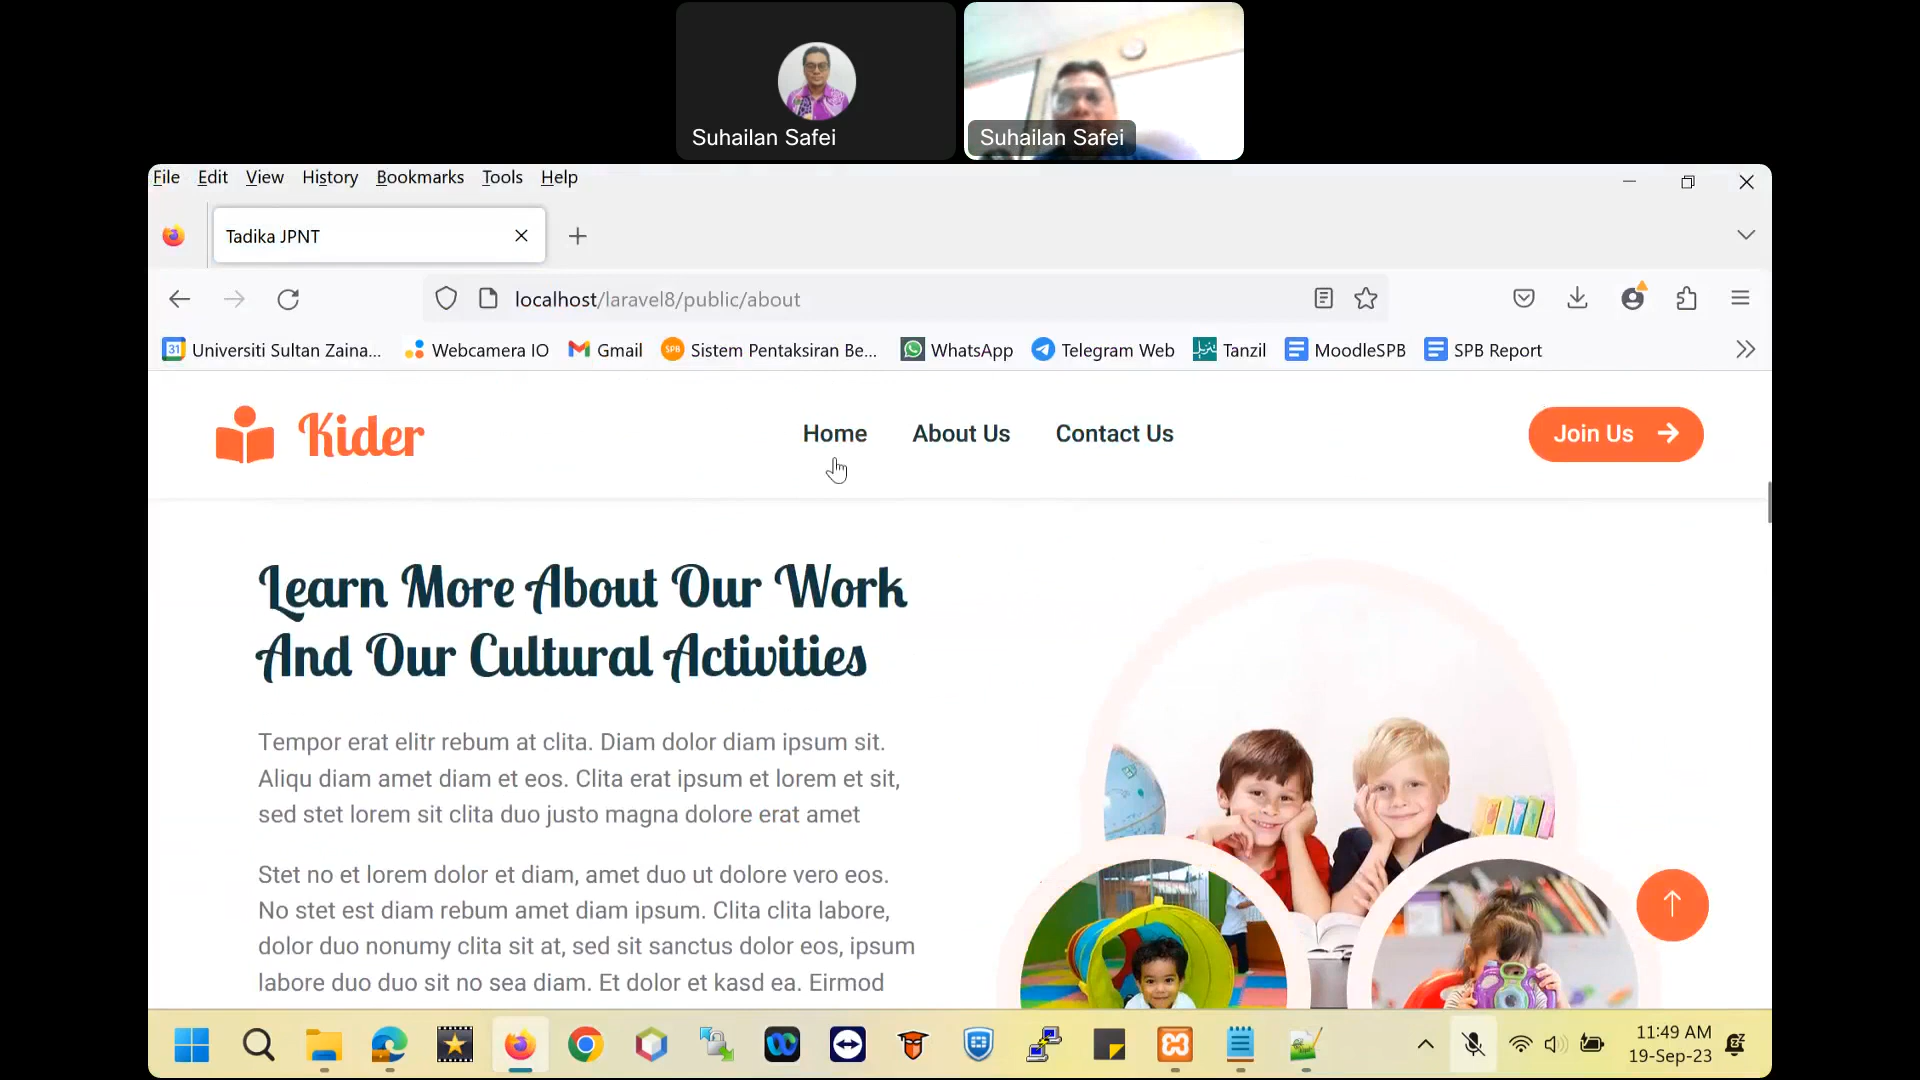 Suhailan Safei
Suhailan Safei
File Edit View History Bookmarks Tools Help
Tadika JPNT
localhost/laravel8/public/about
31 Universiti Sultan Zaina... Webcamera IO Gmail SPB Sistem Pentaksiran Be... WhatsApp Telegram Web Tanzil MoodleSPB SPB Report
Kider Home About Us Contact Us Join Us
Learn More About Our Work
And Our Cultural Activities
Tempor erat elitr rebum at clita. Diam dolor diam ipsum sit.
Aliqu diam amet diam et eos. Clita erat ipsum et lorem et sit,
sed stet lorem sit clita duo justo magna dolore erat amet
Stet no et lorem dolor et diam, amet duo ut dolore vero eos.
No stet est diam rebum amet diam ipsum. Clita clita labore,
dolor duo nonumy clita sit at, sed sit sanctus dolor eos, ipsum
labore duo duo sit no sea diam. Et dolor et kasd ea. Eirmod
11:49 AM
19-Sep-23